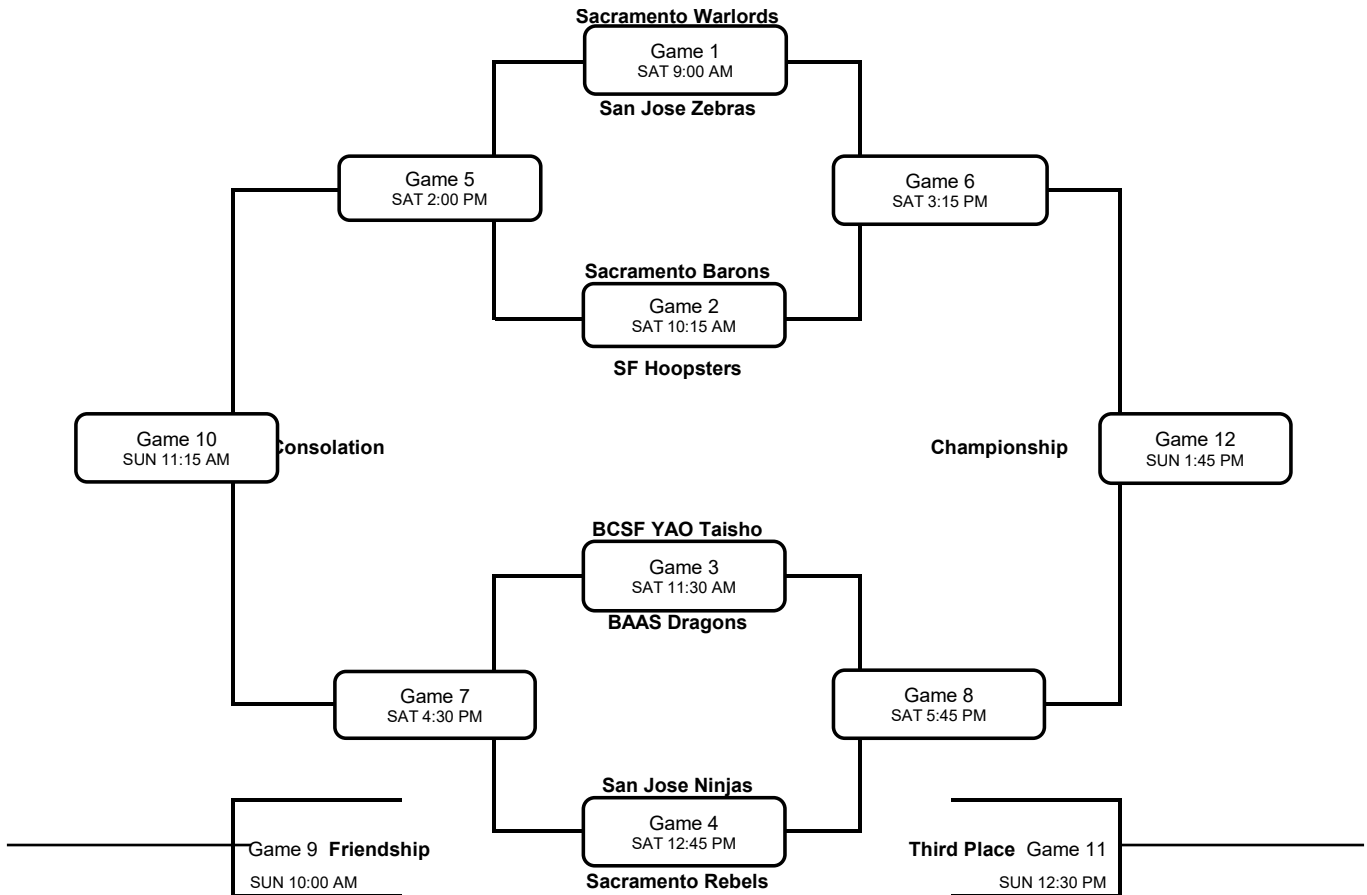 Sacramento Warlords
Game 1
SAT 9:00 AM
San Jose Zebras
Game 5
SAT 2:00 PM
Game 6
SAT 3:15 PM
Sacramento Barons
Game 2
SAT 10:15 AM
SF Hoopsters
Game 10
SUN 11:15 AM
Consolation
Championship
Game 12
SUN 1:45 PM
BCSF YAO Taisho
Game 3
SAT 11:30 AM
BAAS Dragons
Game 7
SAT 4:30 PM
Game 8
SAT 5:45 PM
San Jose Ninjas
Game 4
SAT 12:45 PM
Sacramento Rebels
Game 9 Friendship
SUN 10:00 AM
Third Place Game 11
SUN 12:30 PM